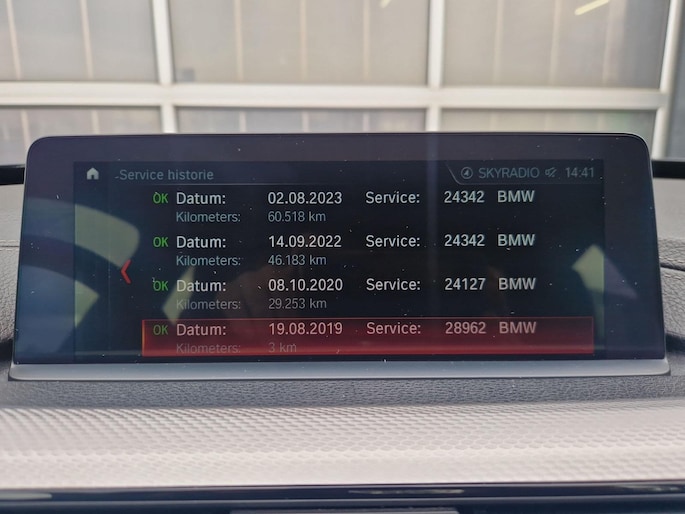 Service historie SKYRADIO 14:41
OK Datum: 02.08.2023 Service: 24342 BMW
Kilometers: 60.518 km
OK Datum: 14.09.2022 Service: 24342 BMW
Kilometers: 46.183 km
OK Datum: 08.10.2020 Service: 24127 BMW
Kilometers: 29.253 km
OK Datum: 19.08.2019 Service: 28962 BMW
Kilometers: 3 km